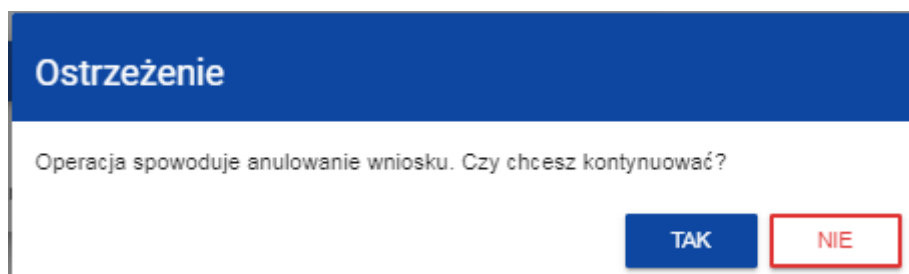 Ostrzeżenie
Operacja spowoduje anulowanie wniosku. Czy chcesz kontynuować?
TAK NIE